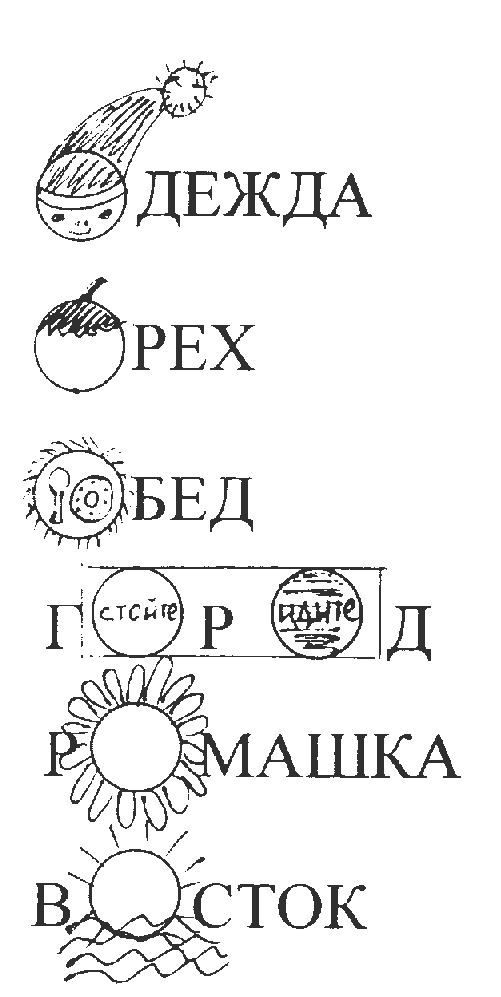 ДЕЖДА
РЕХ
БЕД
Г стойте Р идите Д
Р МАШКА
В СТОК